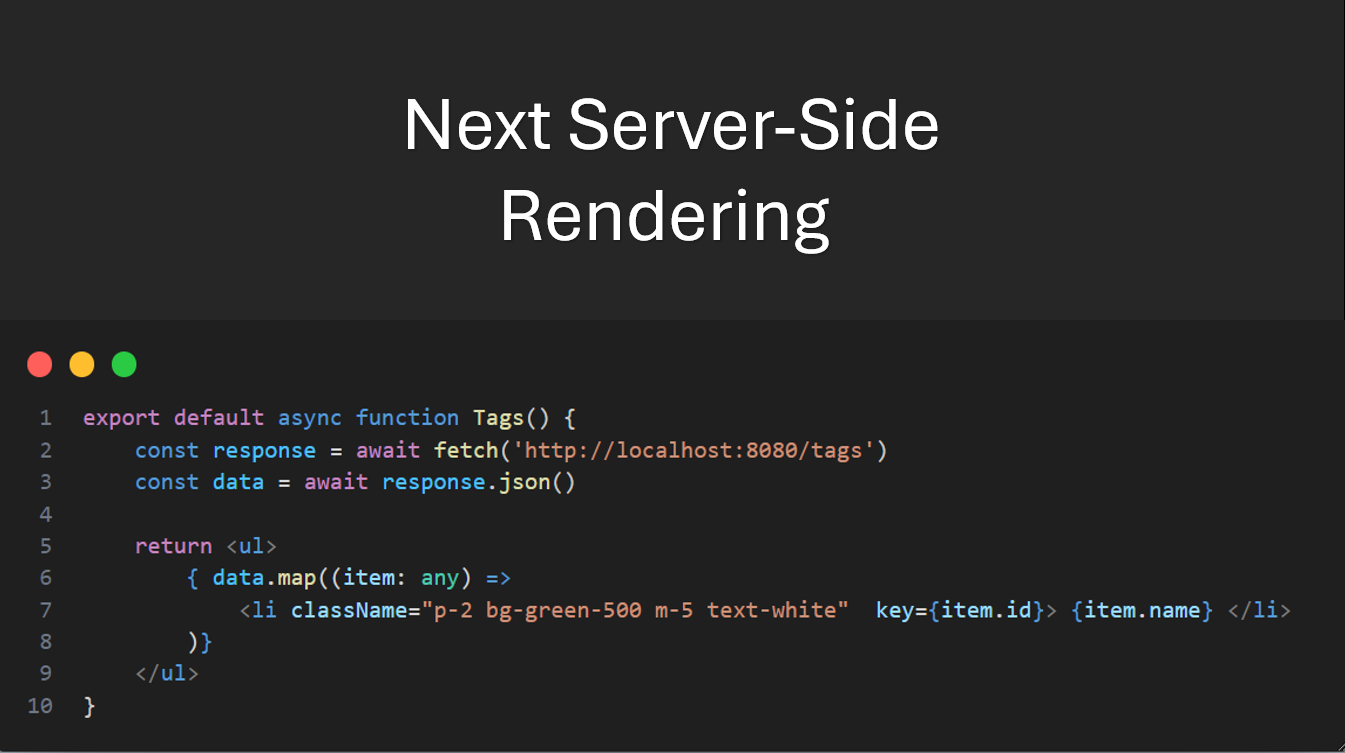 Next Server-Side
Rendering
1 export default async function Tags() {
2     const response = await fetch('http://localhost:8080/tags')
3     const data = await response.json()
4
5     return <ul>
6         { data.map((item: any) =>
7             <li className="p-2 bg-green-500 m-5 text-white"  key={item.id}> {item.name} </li>
8         )}
9     </ul>
10 }